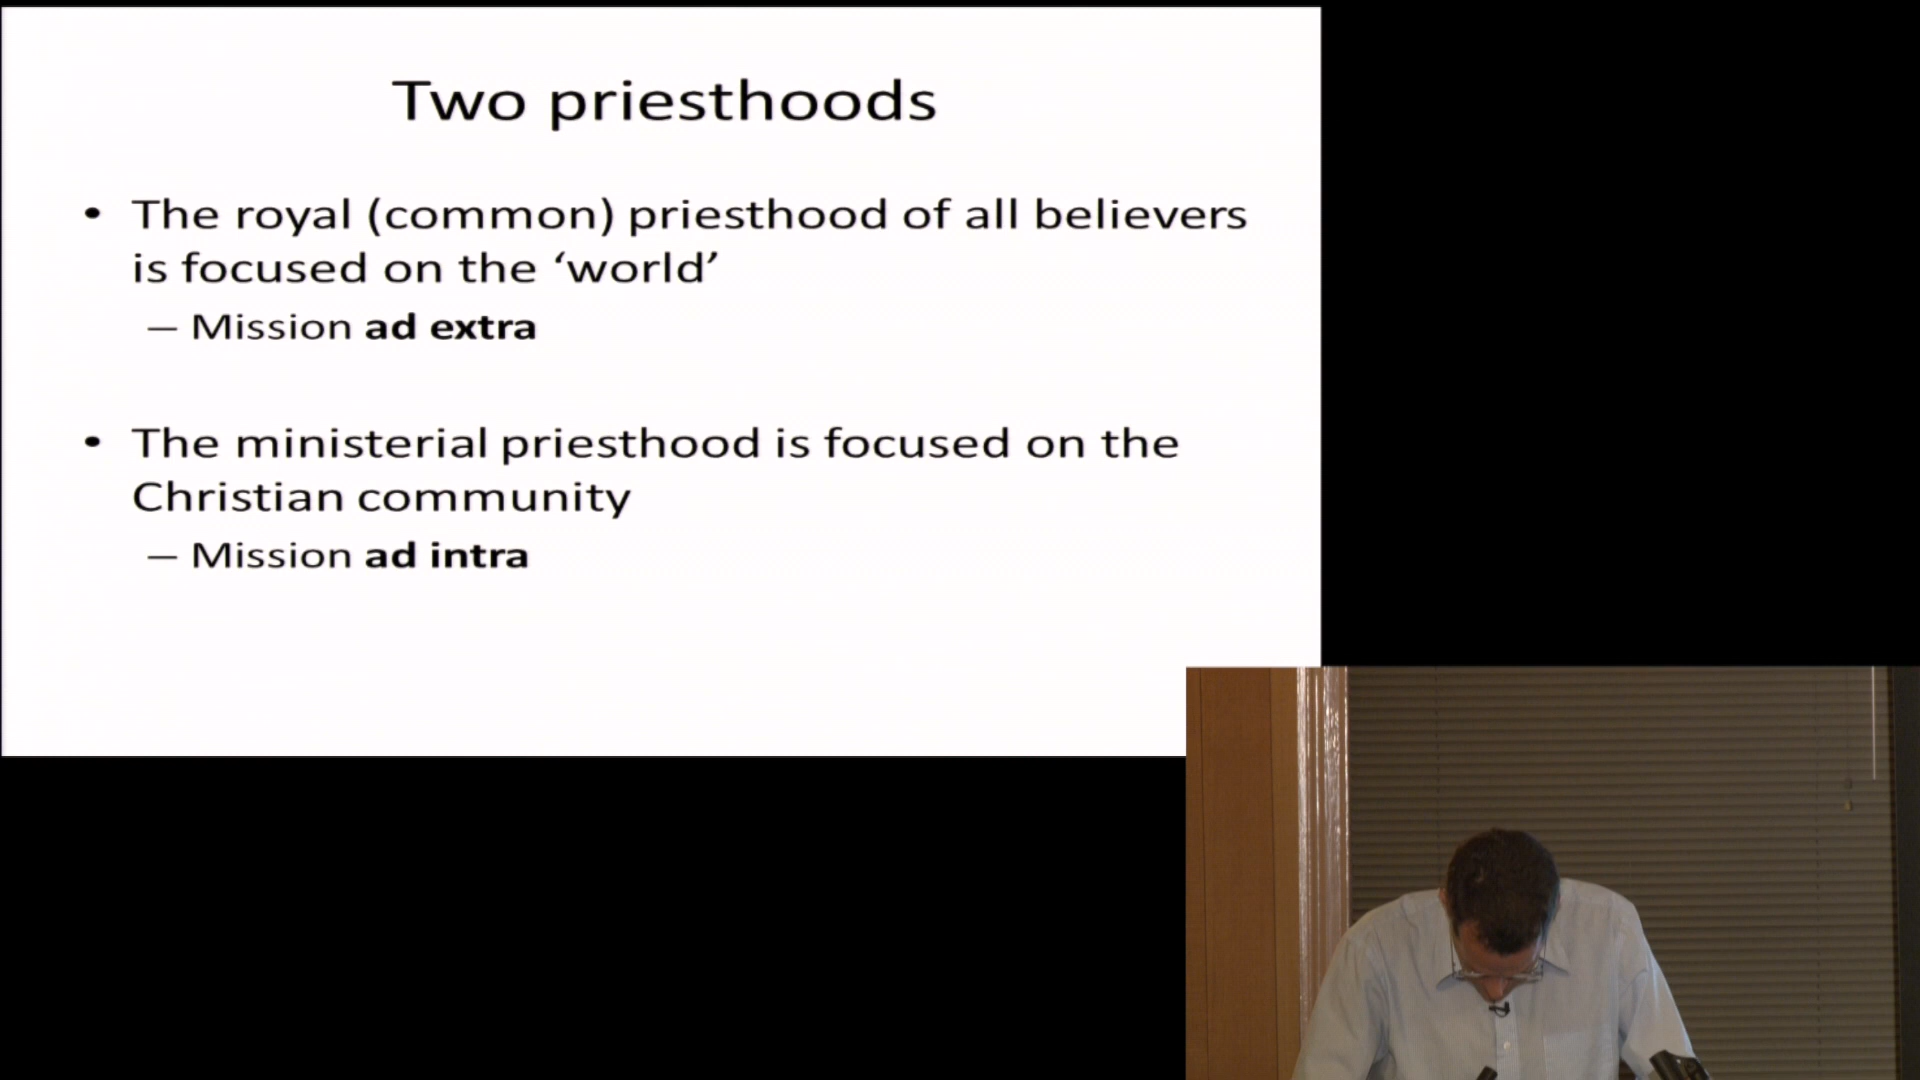 Two priesthoods
• The royal (common) priesthood of all believers
is focused on the ‘world’
– Mission ad extra
• The ministerial priesthood is focused on the
Christian community
– Mission ad intra